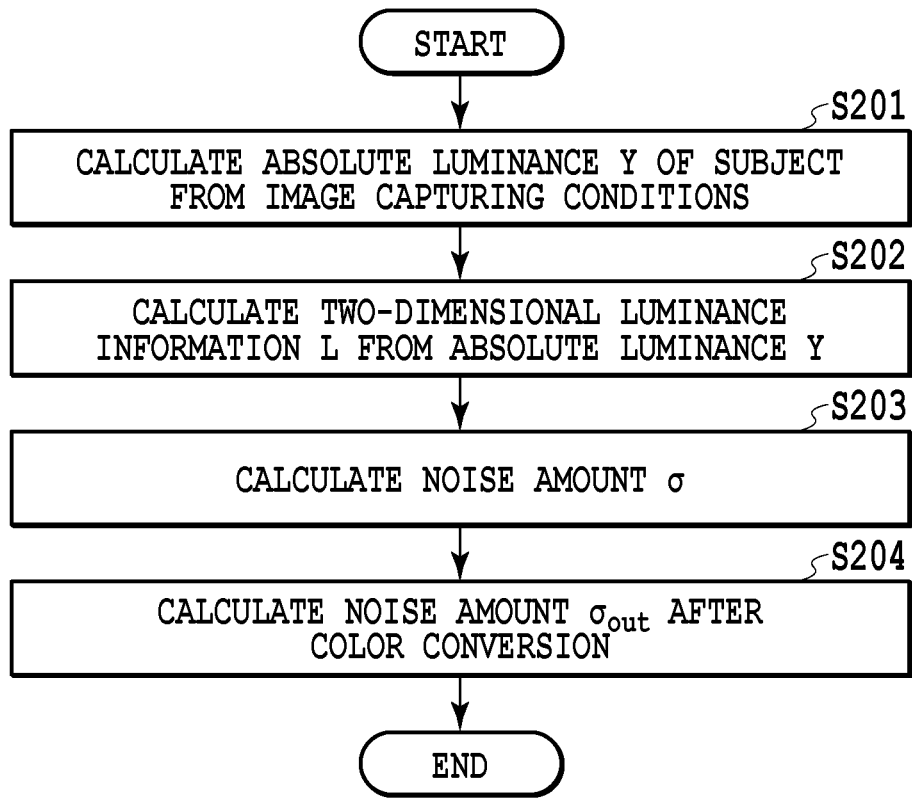 START
S201
CALCULATE ABSOLUTE LUMINANCE Y OF SUBJECT
FROM IMAGE CAPTURING CONDITIONS
S202
CALCULATE TWO-DIMENSIONAL LUMINANCE
INFORMATION L FROM ABSOLUTE LUMINANCE Y
S203
CALCULATE NOISE AMOUNT σ
S204
CALCULATE NOISE AMOUNT σout AFTER
COLOR CONVERSION
END